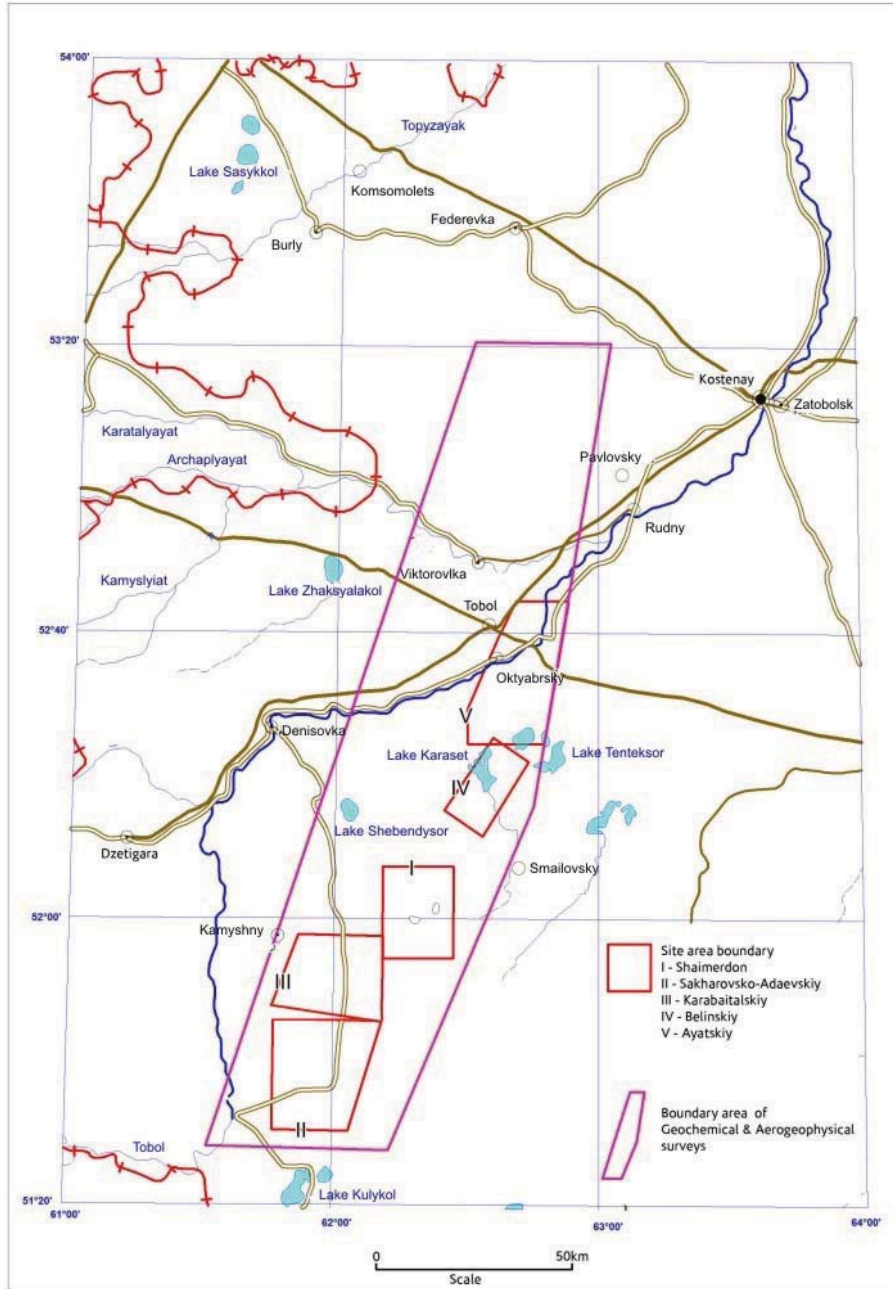 54°00'
Topyzayak
Lake Sasykkol
Komsomolets
Federevka
Burly
53°20'
Kostenay
Zatobolsk
Karatalyayat
Pavlovsky
Archaplyayat
Rudny
Viktorovlka
Kamyslyiat
Lake Zhaksyalakol
Tobol
52°40'
Oktyabrsky
V
Denisovka
Lake Karaset
Lake Tenteksor
IV
Lake Shebendysor
Dzetigara
I
Smailovsky
52°00'
Kamyshny
III
Site area boundary
I - Shaimerdon
II - Sakharovsko-Adaevskiy
III - Karabaitalskiy
IV - Belinskiy
V - Ayatskiy
Boundary area of
Geochemical & Aerogeophysical
surveys
II
Tobol
Lake Kulykol
51°20'
61°00'
62°00'
63°00'
64°00'
0
50km
Scale